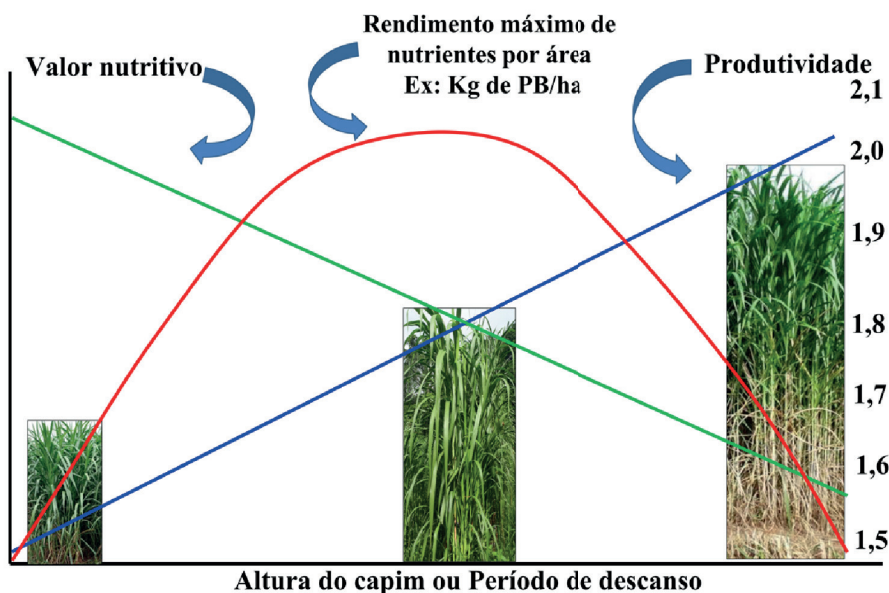 Rendimento máximo de
nutrientes por área
Ex: Kg de PB/ha
Valor nutritivo
Produtividade
2,1
2,0
1,9
1,8
1,7
1,6
1,5
Altura do capim ou Período de descanso